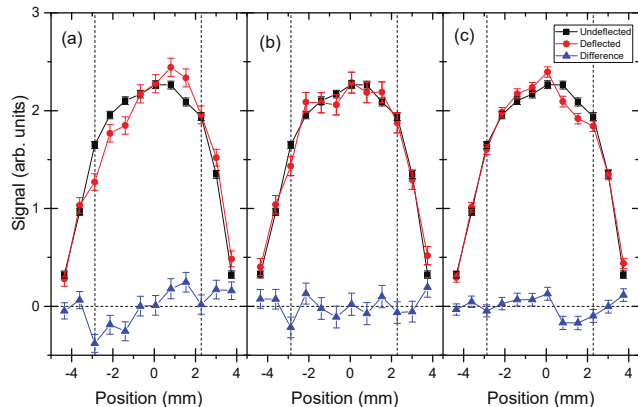 3
2
1
0
Signal (arb. units)
(a)
(b)
(c)
Undeflected
Deflected
Difference
-4 -2 0 2 4
-4 -2 0 2 4
-4 -2 0 2 4
Position (mm)
Position (mm)
Position (mm)